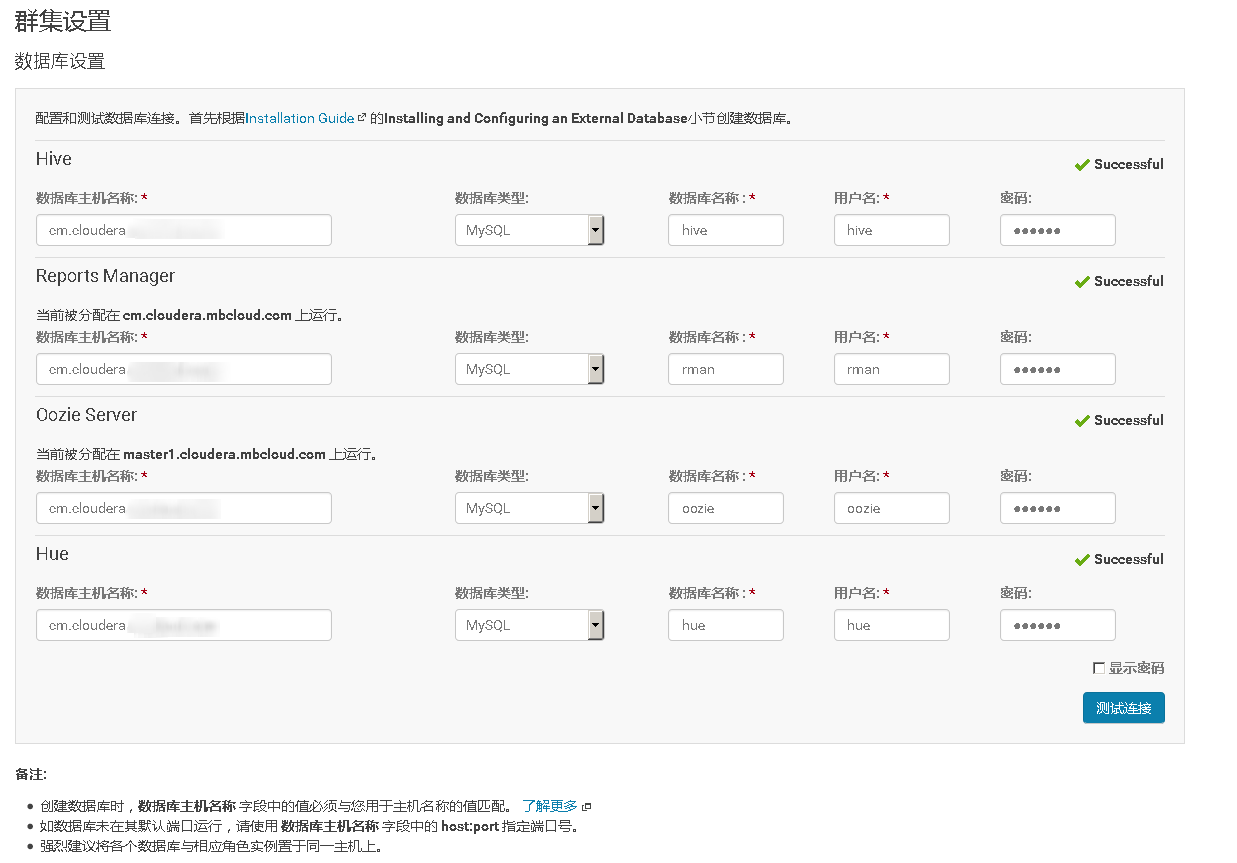 群集设置
数据库设置
配置和测试数据库连接。首先根据Installation Guide 的Installing and Configuring an External Database小节创建数据库。
Hive
Successful
数据库主机名称: * 数据库类型: 数据库名称 : * 用户名: * 密码:
cm.cloudera MySQL hive hive ●●●●●●
Reports Manager
Successful
当前被分配在 cm.cloudera.mbcloud.com 上运行。
数据库主机名称: * 数据库类型: 数据库名称 : * 用户名: * 密码:
cm.cloudera MySQL rman rman ●●●●●●
Oozie Server
Successful
当前被分配在 master1.cloudera.mbcloud.com 上运行。
数据库主机名称: * 数据库类型: 数据库名称 : * 用户名: * 密码:
cm.cloudera MySQL oozie oozie ●●●●●●
Hue
Successful
数据库主机名称: * 数据库类型: 数据库名称 : * 用户名: * 密码:
cm.cloudera MySQL hue hue ●●●●●●
显示密码
测试连接
备注:
● 创建数据库时，数据库主机名称 字段中的值必须与您用于主机名称的值匹配。 了解更多
● 如数据库未在其默认端口运行，请使用 数据库主机名称 字段中的 host:port 指定端口号。
● 强烈建议将各个数据库与相应角色实例置于同一主机上。